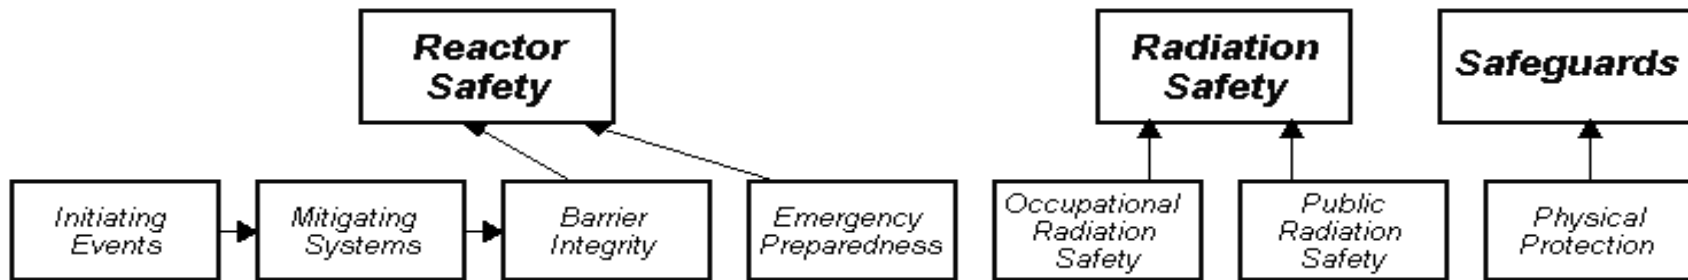 Reactor
Safety
Radiation
Safety
Safeguards
Initiating
Events
Mitigating
Systems
Barrier
Integrity
Emergency
Preparedness
Occupational
Radiation
Safety
Public
Radiation
Safety
Physical
Protection